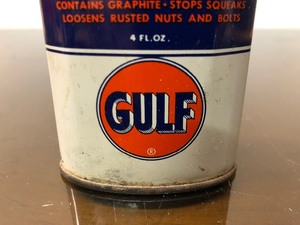 CONTAINS GRAPHITE • STOPS SQUEAKS
LOOSENS RUSTED NUTS AND BOLTS
4 FL. OZ.
GULF
®